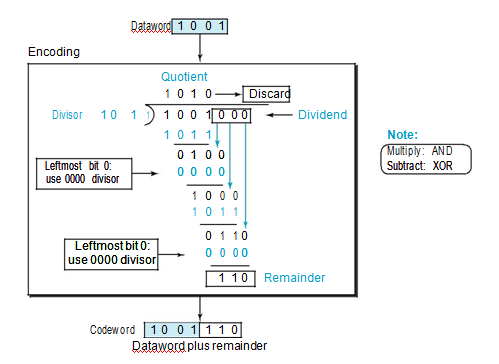 Dataword 1 0 0 1
Encoding
Quotient
1 0 1 0 Discard
Divisor 1 0 1 1 1 0 0 1 0 0 0 Dividend
1 0 1 1
Note:
0 1 0 0
Multiply: AND
Leftmost bit 0:
0 0 0 0
Subtract: XOR
use 0000 divisor
1 0 0 0
1 0 1 1
0 1 1 0
Leftmost bit 0:
0 0 0 0
use 0000 divisor
1 1 0 Remainder
Codeword 1 0 0 1 1 1 0
Dataword plus remainder